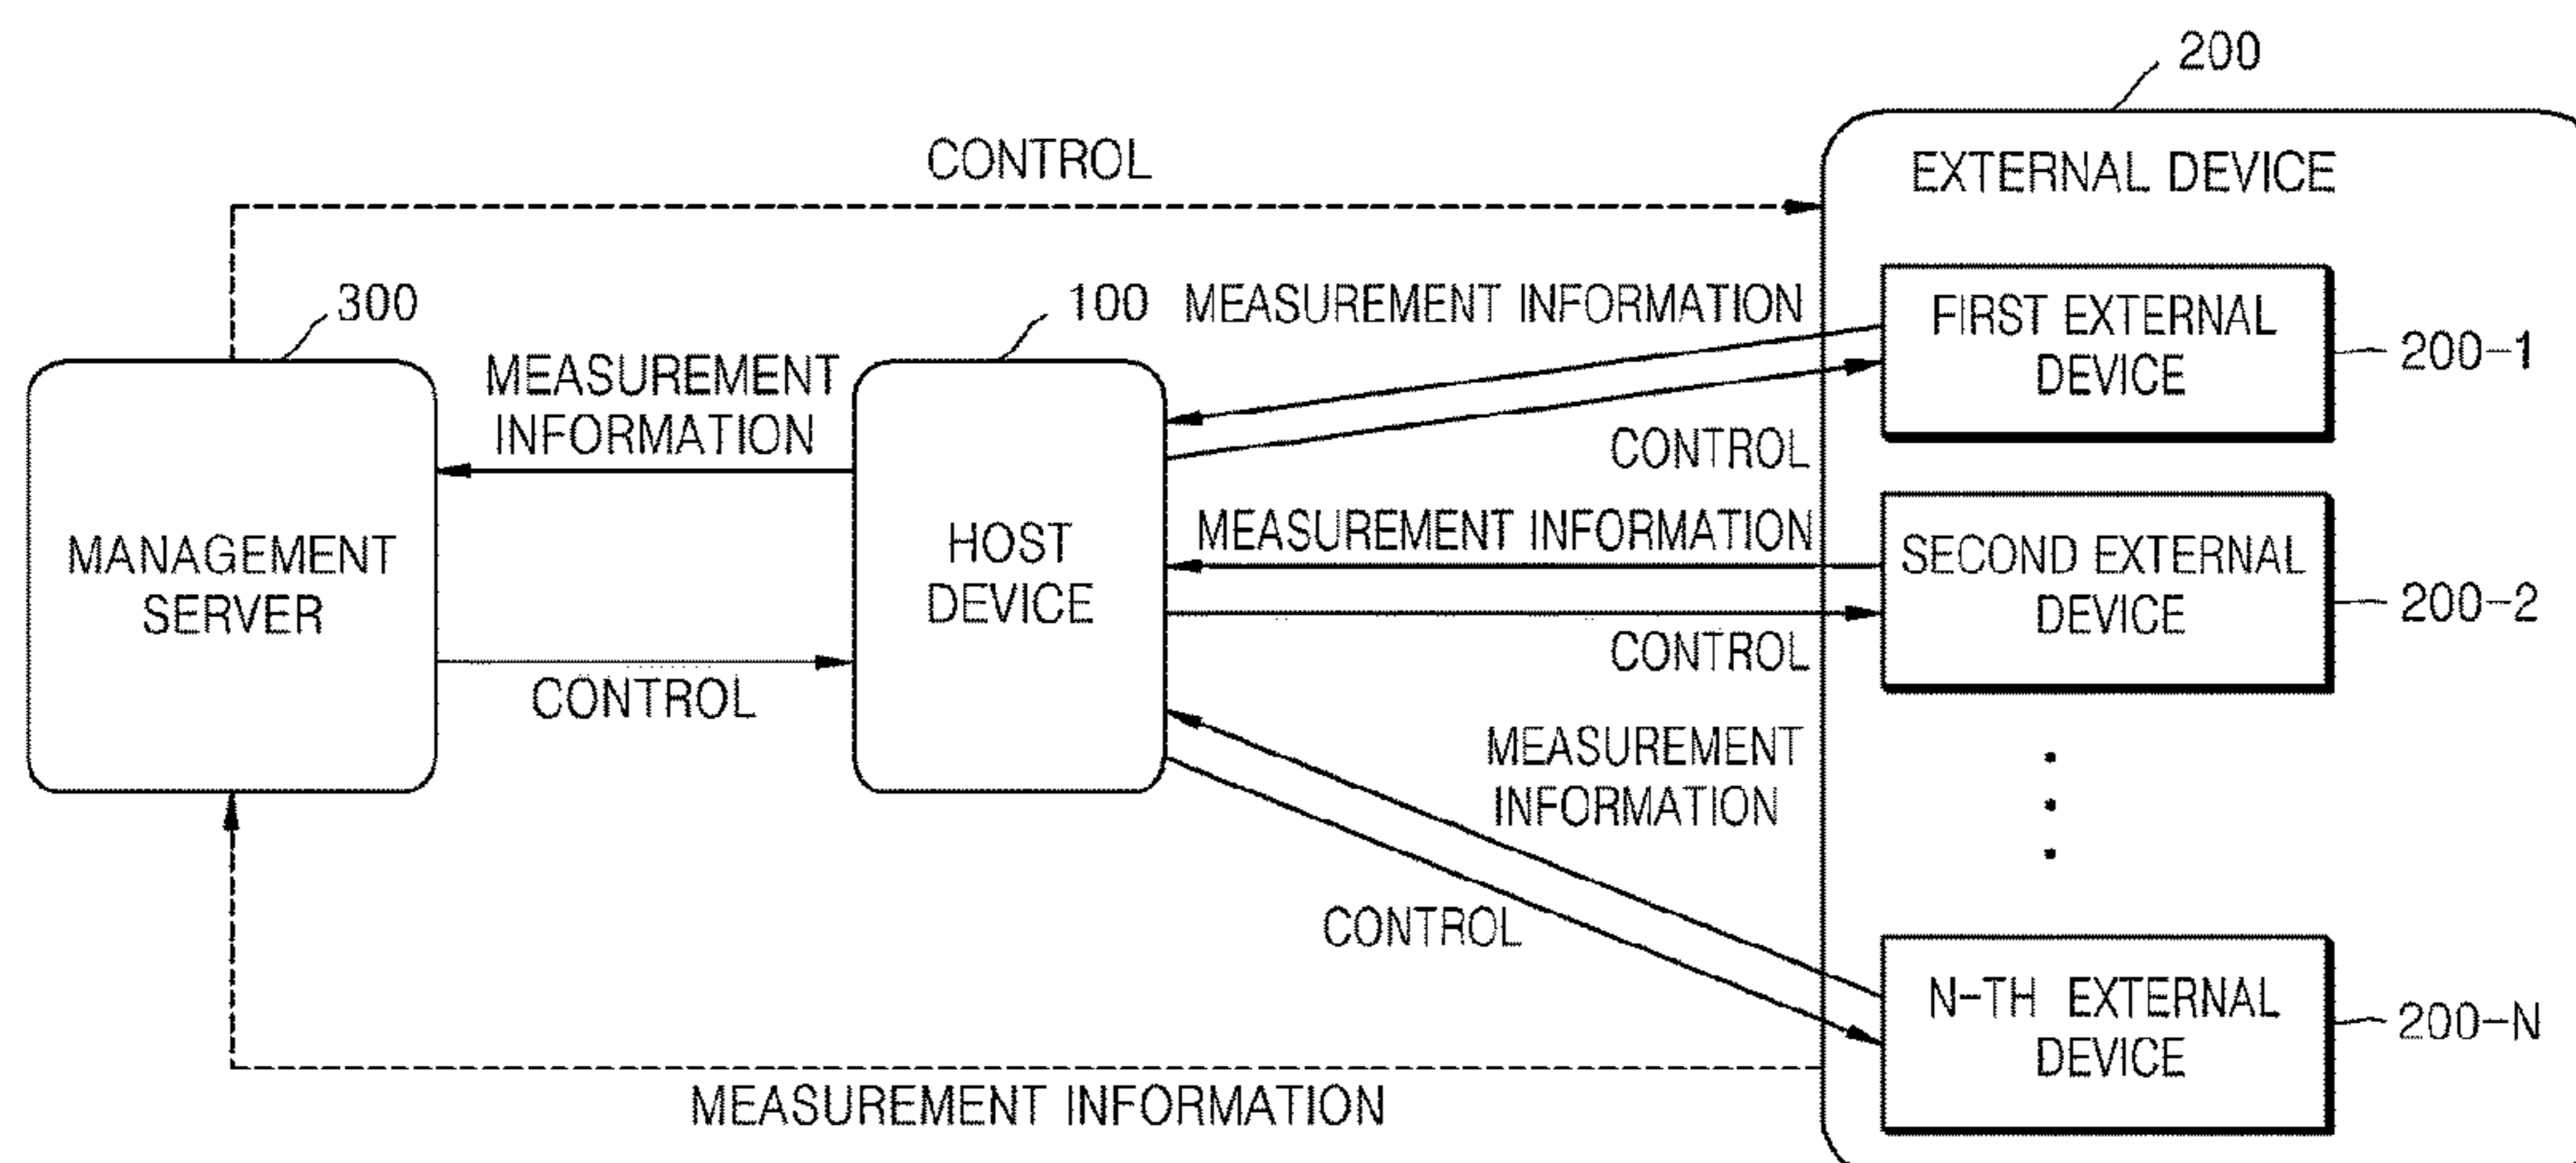 200
CONTROL
EXTERNAL DEVICE
300
100
MEASUREMENT INFORMATION
FIRST EXTERNAL
DEVICE
200-1
MEASUREMENT
INFORMATION
CONTROL
MANAGEMENT
SERVER
HOST
DEVICE
MEASUREMENT INFORMATION
SECOND EXTERNAL
DEVICE
200-2
CONTROL
CONTROL
MEASUREMENT
INFORMATION
CONTROL
N-TH EXTERNAL
DEVICE
200-N
MEASUREMENT INFORMATION